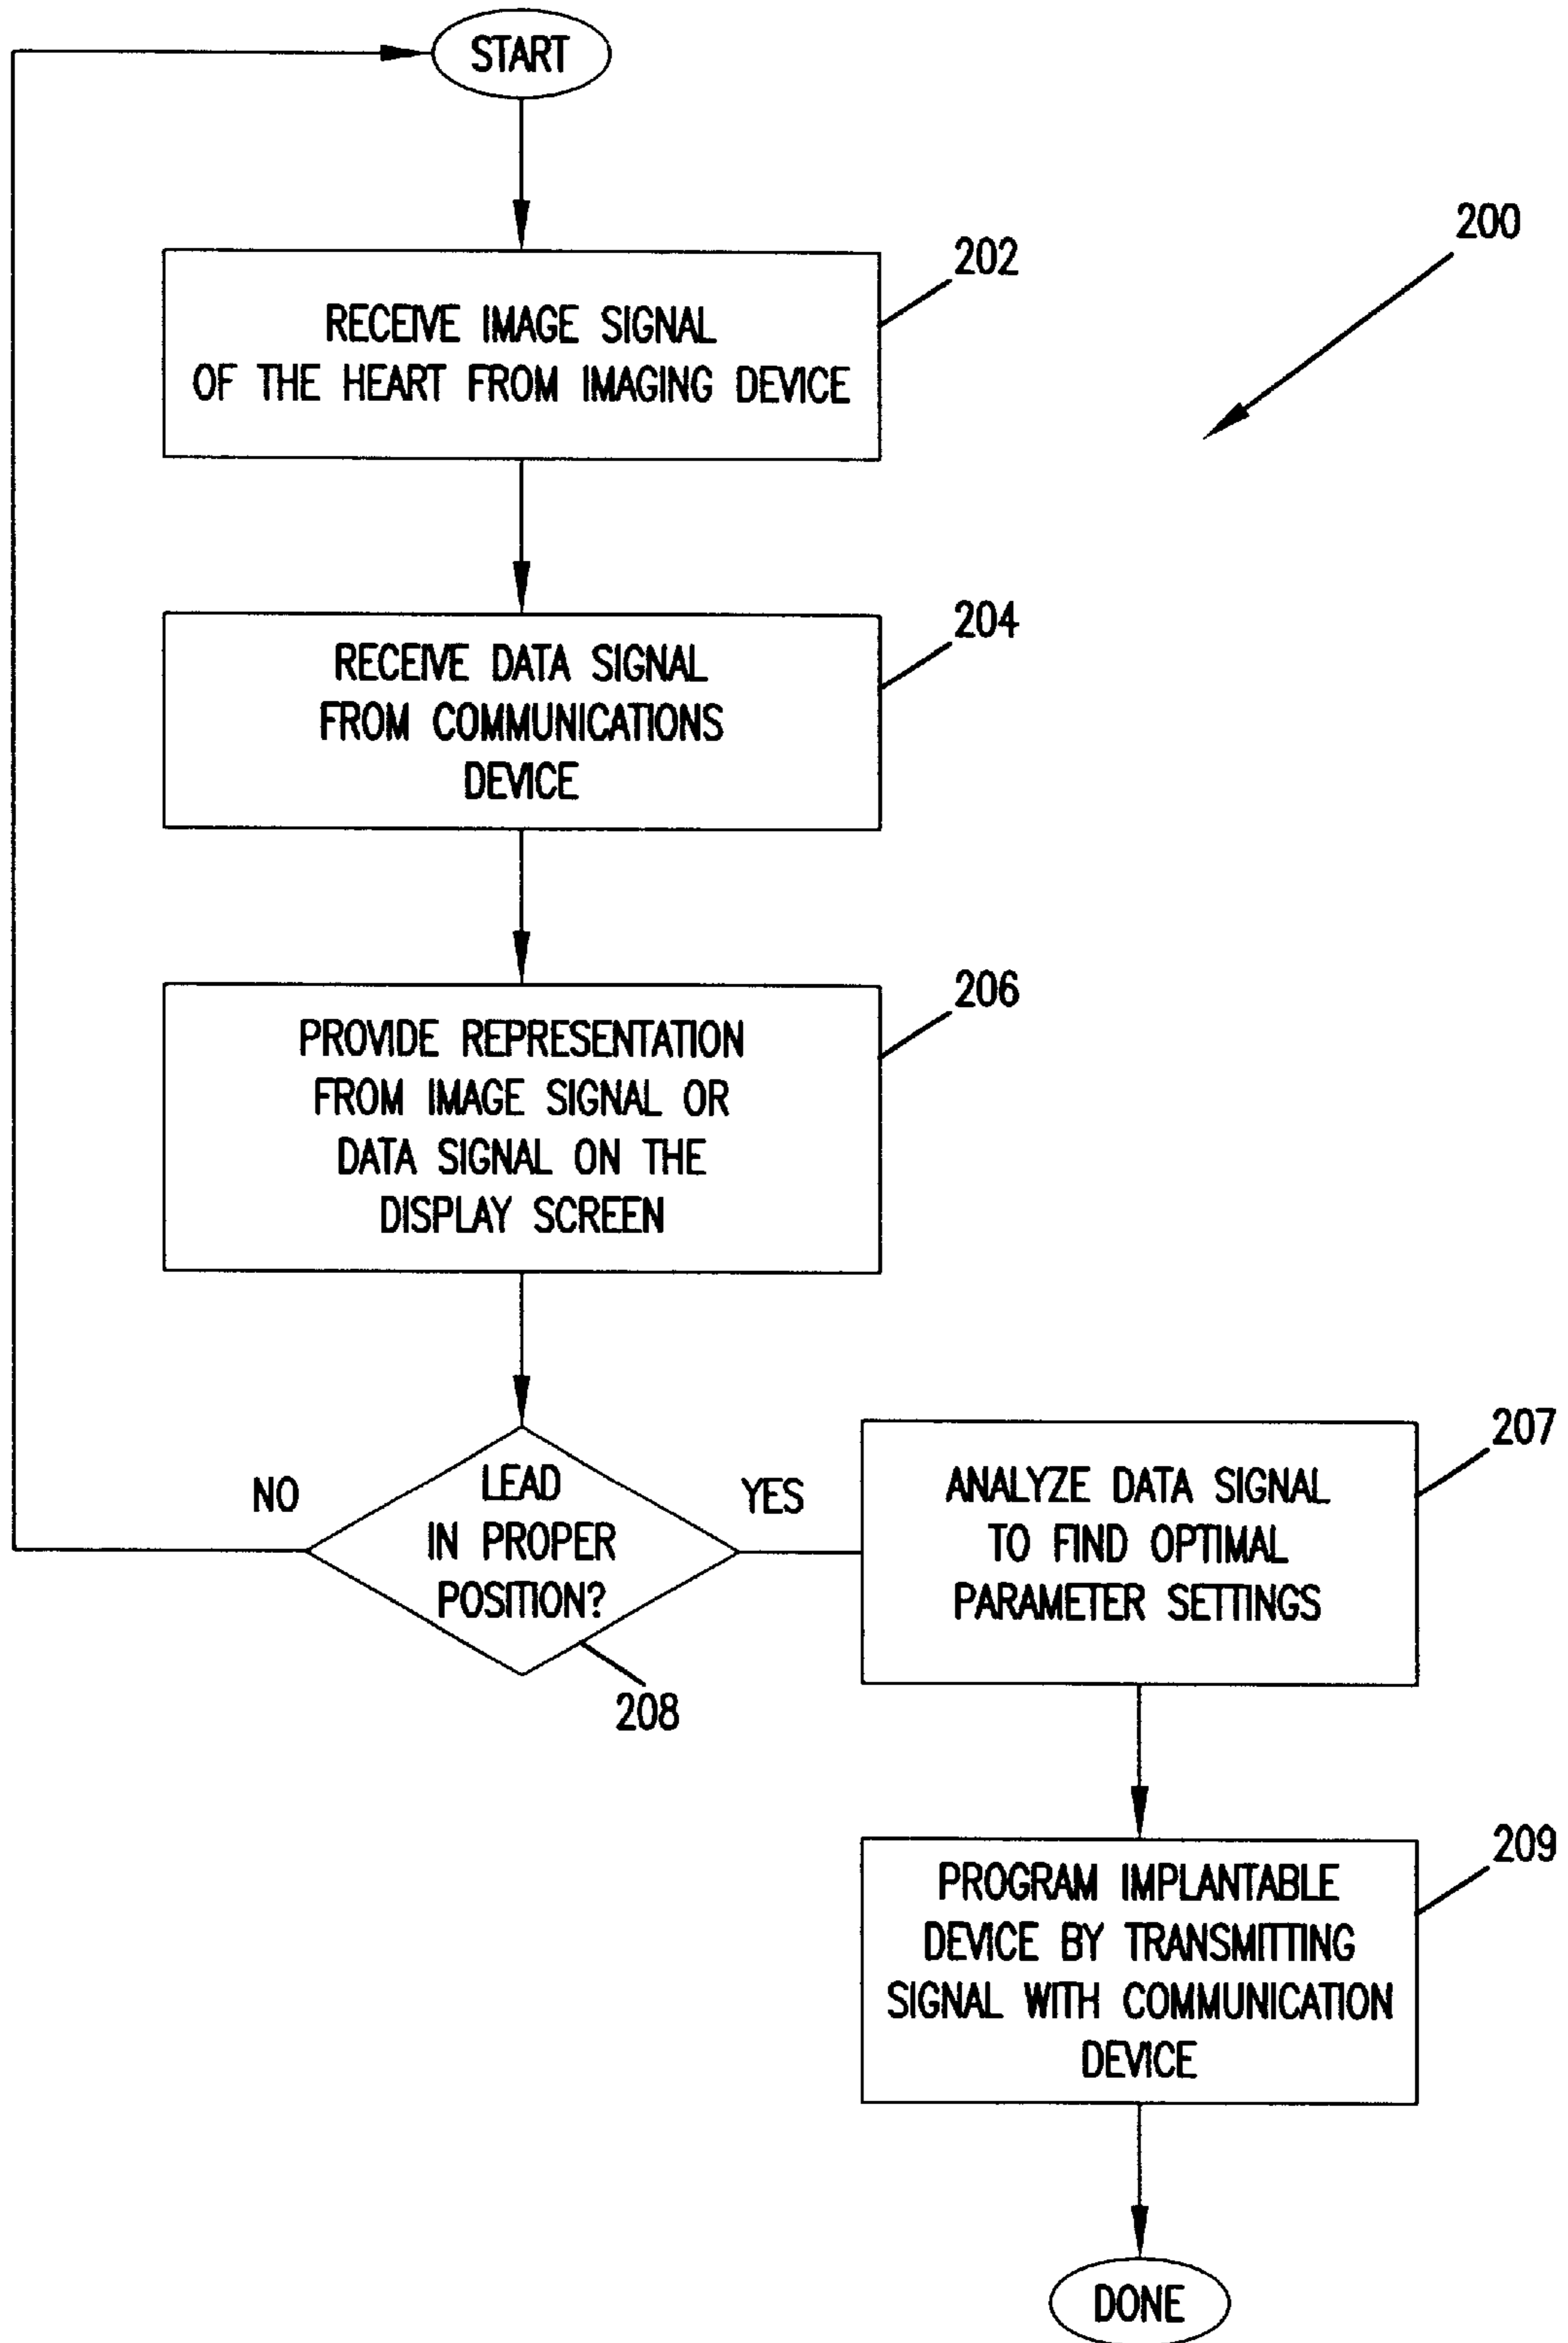 START
200
202
RECEIVE IMAGE SIGNAL
OF THE HEART FROM IMAGING DEVICE
204
RECEIVE DATA SIGNAL
FROM COMMUNICATIONS
DEVICE
206
PROVIDE REPRESENTATION
FROM IMAGE SIGNAL OR
DATA SIGNAL ON THE
DISPLAY SCREEN
NO
LEAD
IN PROPER
POSITION?
YES
208
207
ANALYZE DATA SIGNAL
TO FIND OPTIMAL
PARAMETER SETTINGS
209
PROGRAM IMPLANTABLE
DEVICE BY TRANSMITTING
SIGNAL WITH COMMUNICATION
DEVICE
DONE